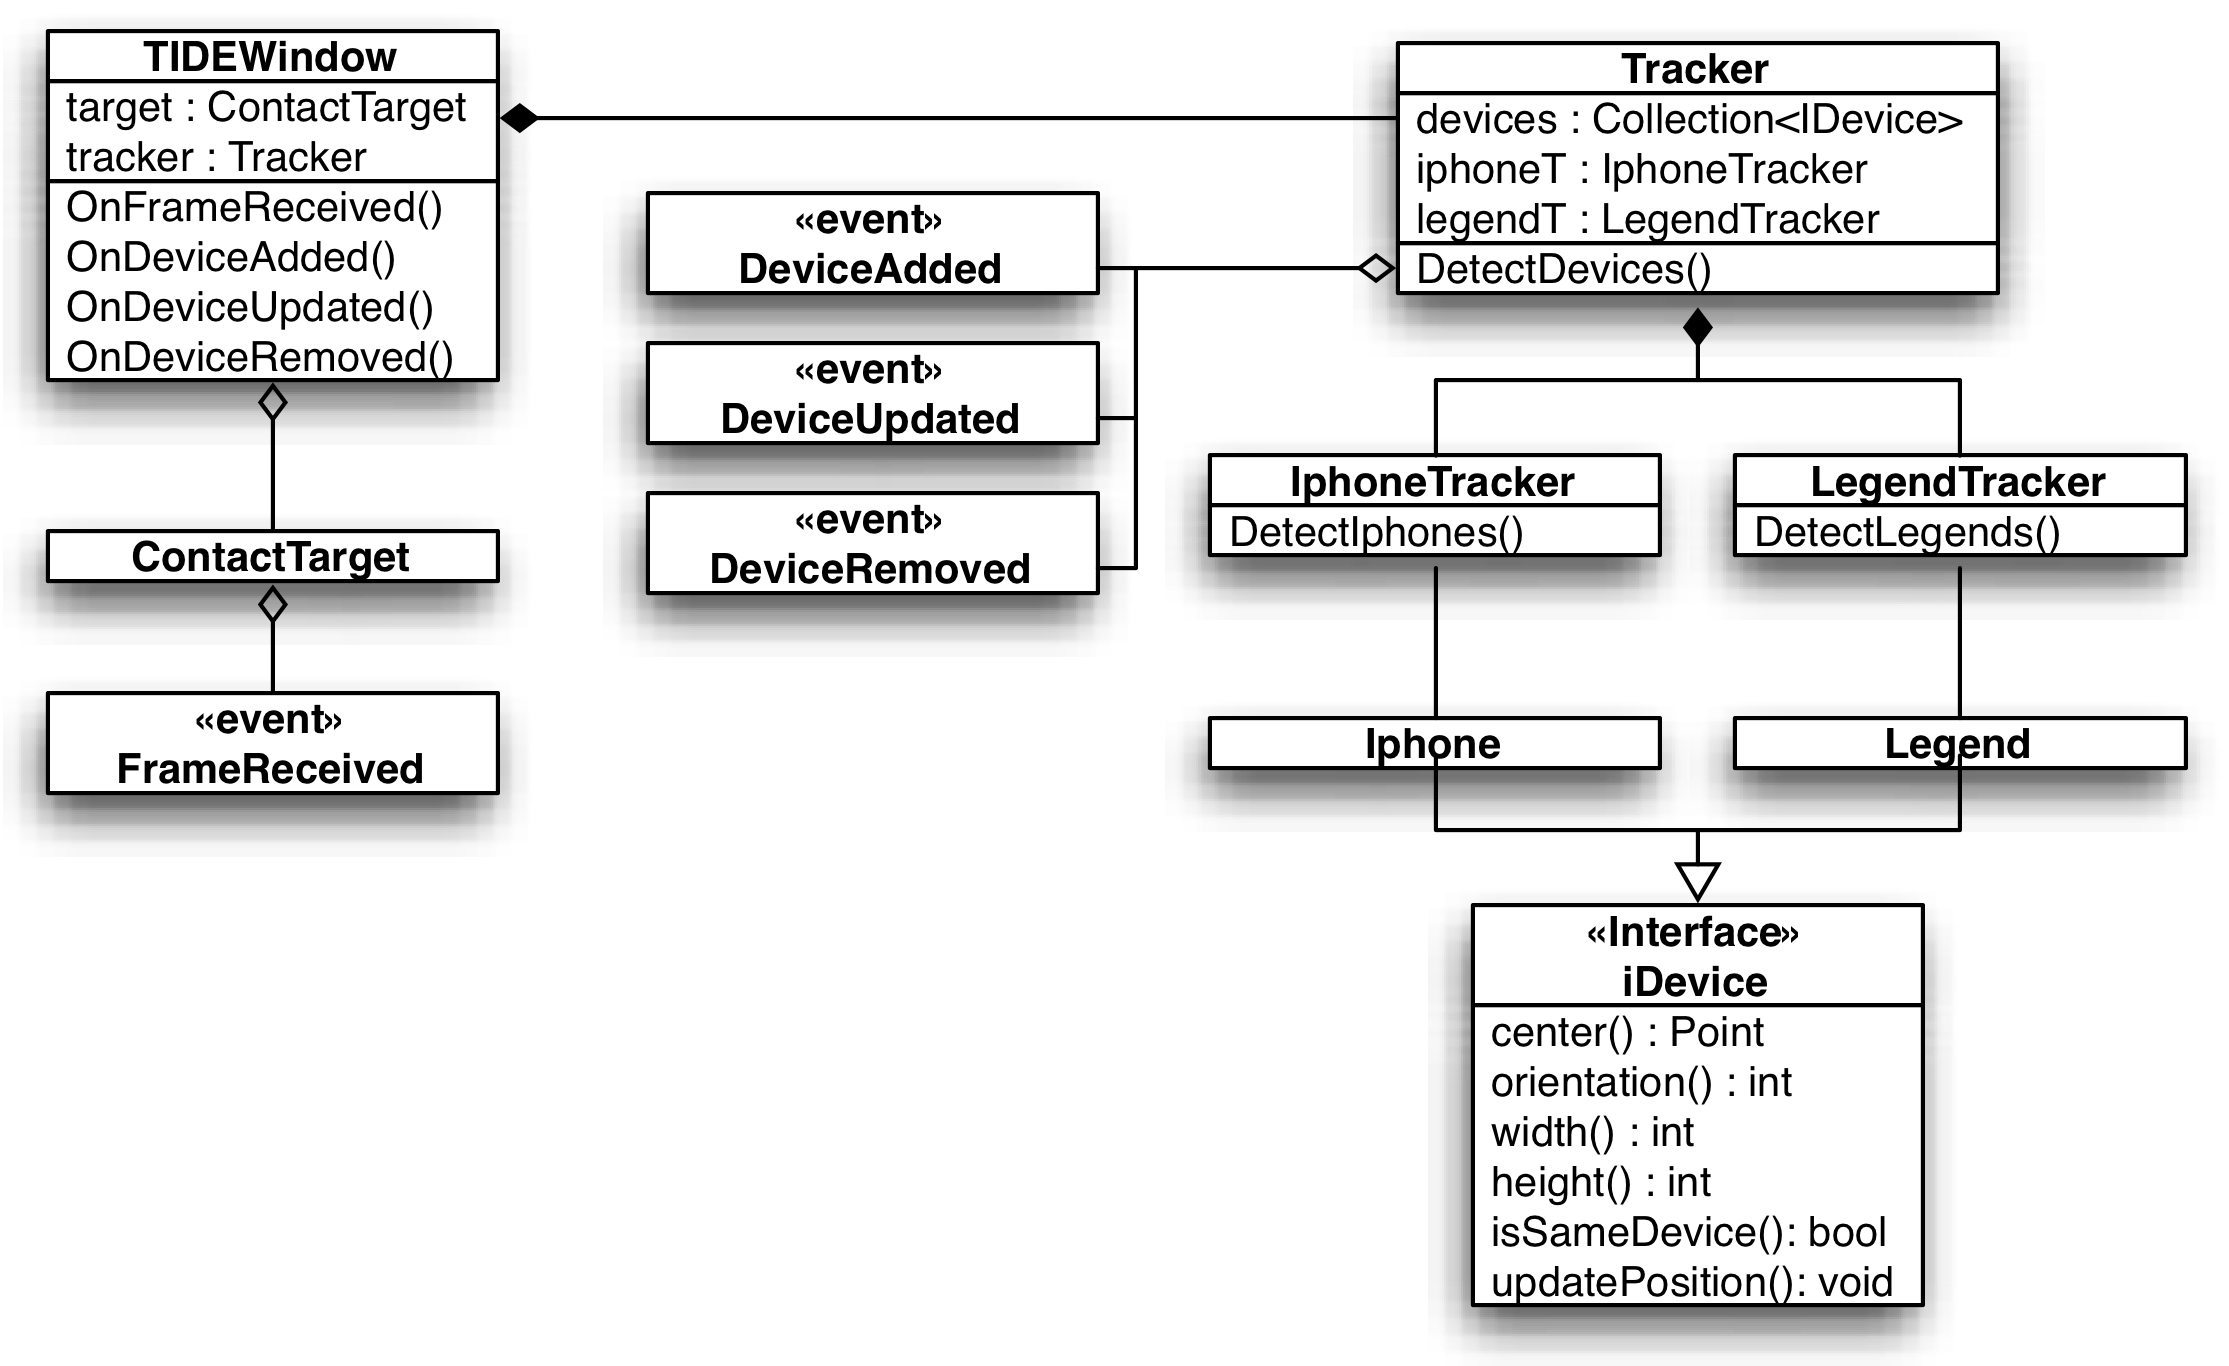 TIDEWindow
target : ContactTarget
tracker : Tracker
OnFrameReceived()
OnDeviceAdded()
OnDeviceUpdated()
OnDeviceRemoved()
ContactTarget
«event»
FrameReceived
«event»
DeviceAdded
«event»
DeviceUpdated
«event»
DeviceRemoved
Tracker
devices : Collection<IDevice>
iphoneT : IphoneTracker
legendT : LegendTracker
DetectDevices()
IphoneTracker
DetectIphones()
LegendTracker
DetectLegends()
Iphone
Legend
«Interface»
iDevice
center() : Point
orientation() : int
width() : int
height() : int
isSameDevice(): bool
updatePosition(): void